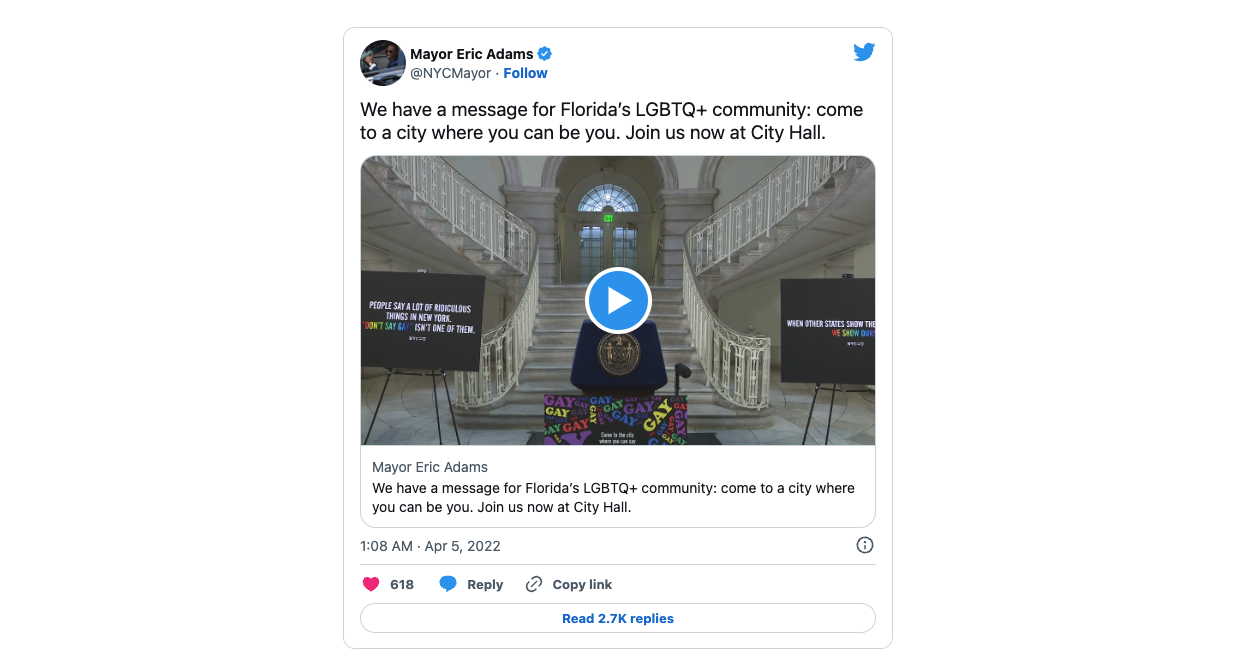 Mayor Eric Adams
@NYCMayor · Follow
We have a message for Florida's LGBTQ+ community: come
to a city where you can be you. Join us now at City Hall.
EXIT
PEOPLE SAY A LOT OF RIDICULOUS
THINGS IN NEW YORK.
"DON'T SAY GAY" ISN'T ONE OF THEM.
WHEN OTHER STATES SHOW THE
WE SHOW OUR
GAY GAY GAY GAY GAY
GAY GAY GAY GAY
Come to the city
where you can say
Mayor Eric Adams
We have a message for Florida's LGBTQ+ community: come to a city where
you can be you. Join us now at City Hall.
1:08 AM · Apr 5, 2022
618 Reply Copy link
Read 2.7K replies